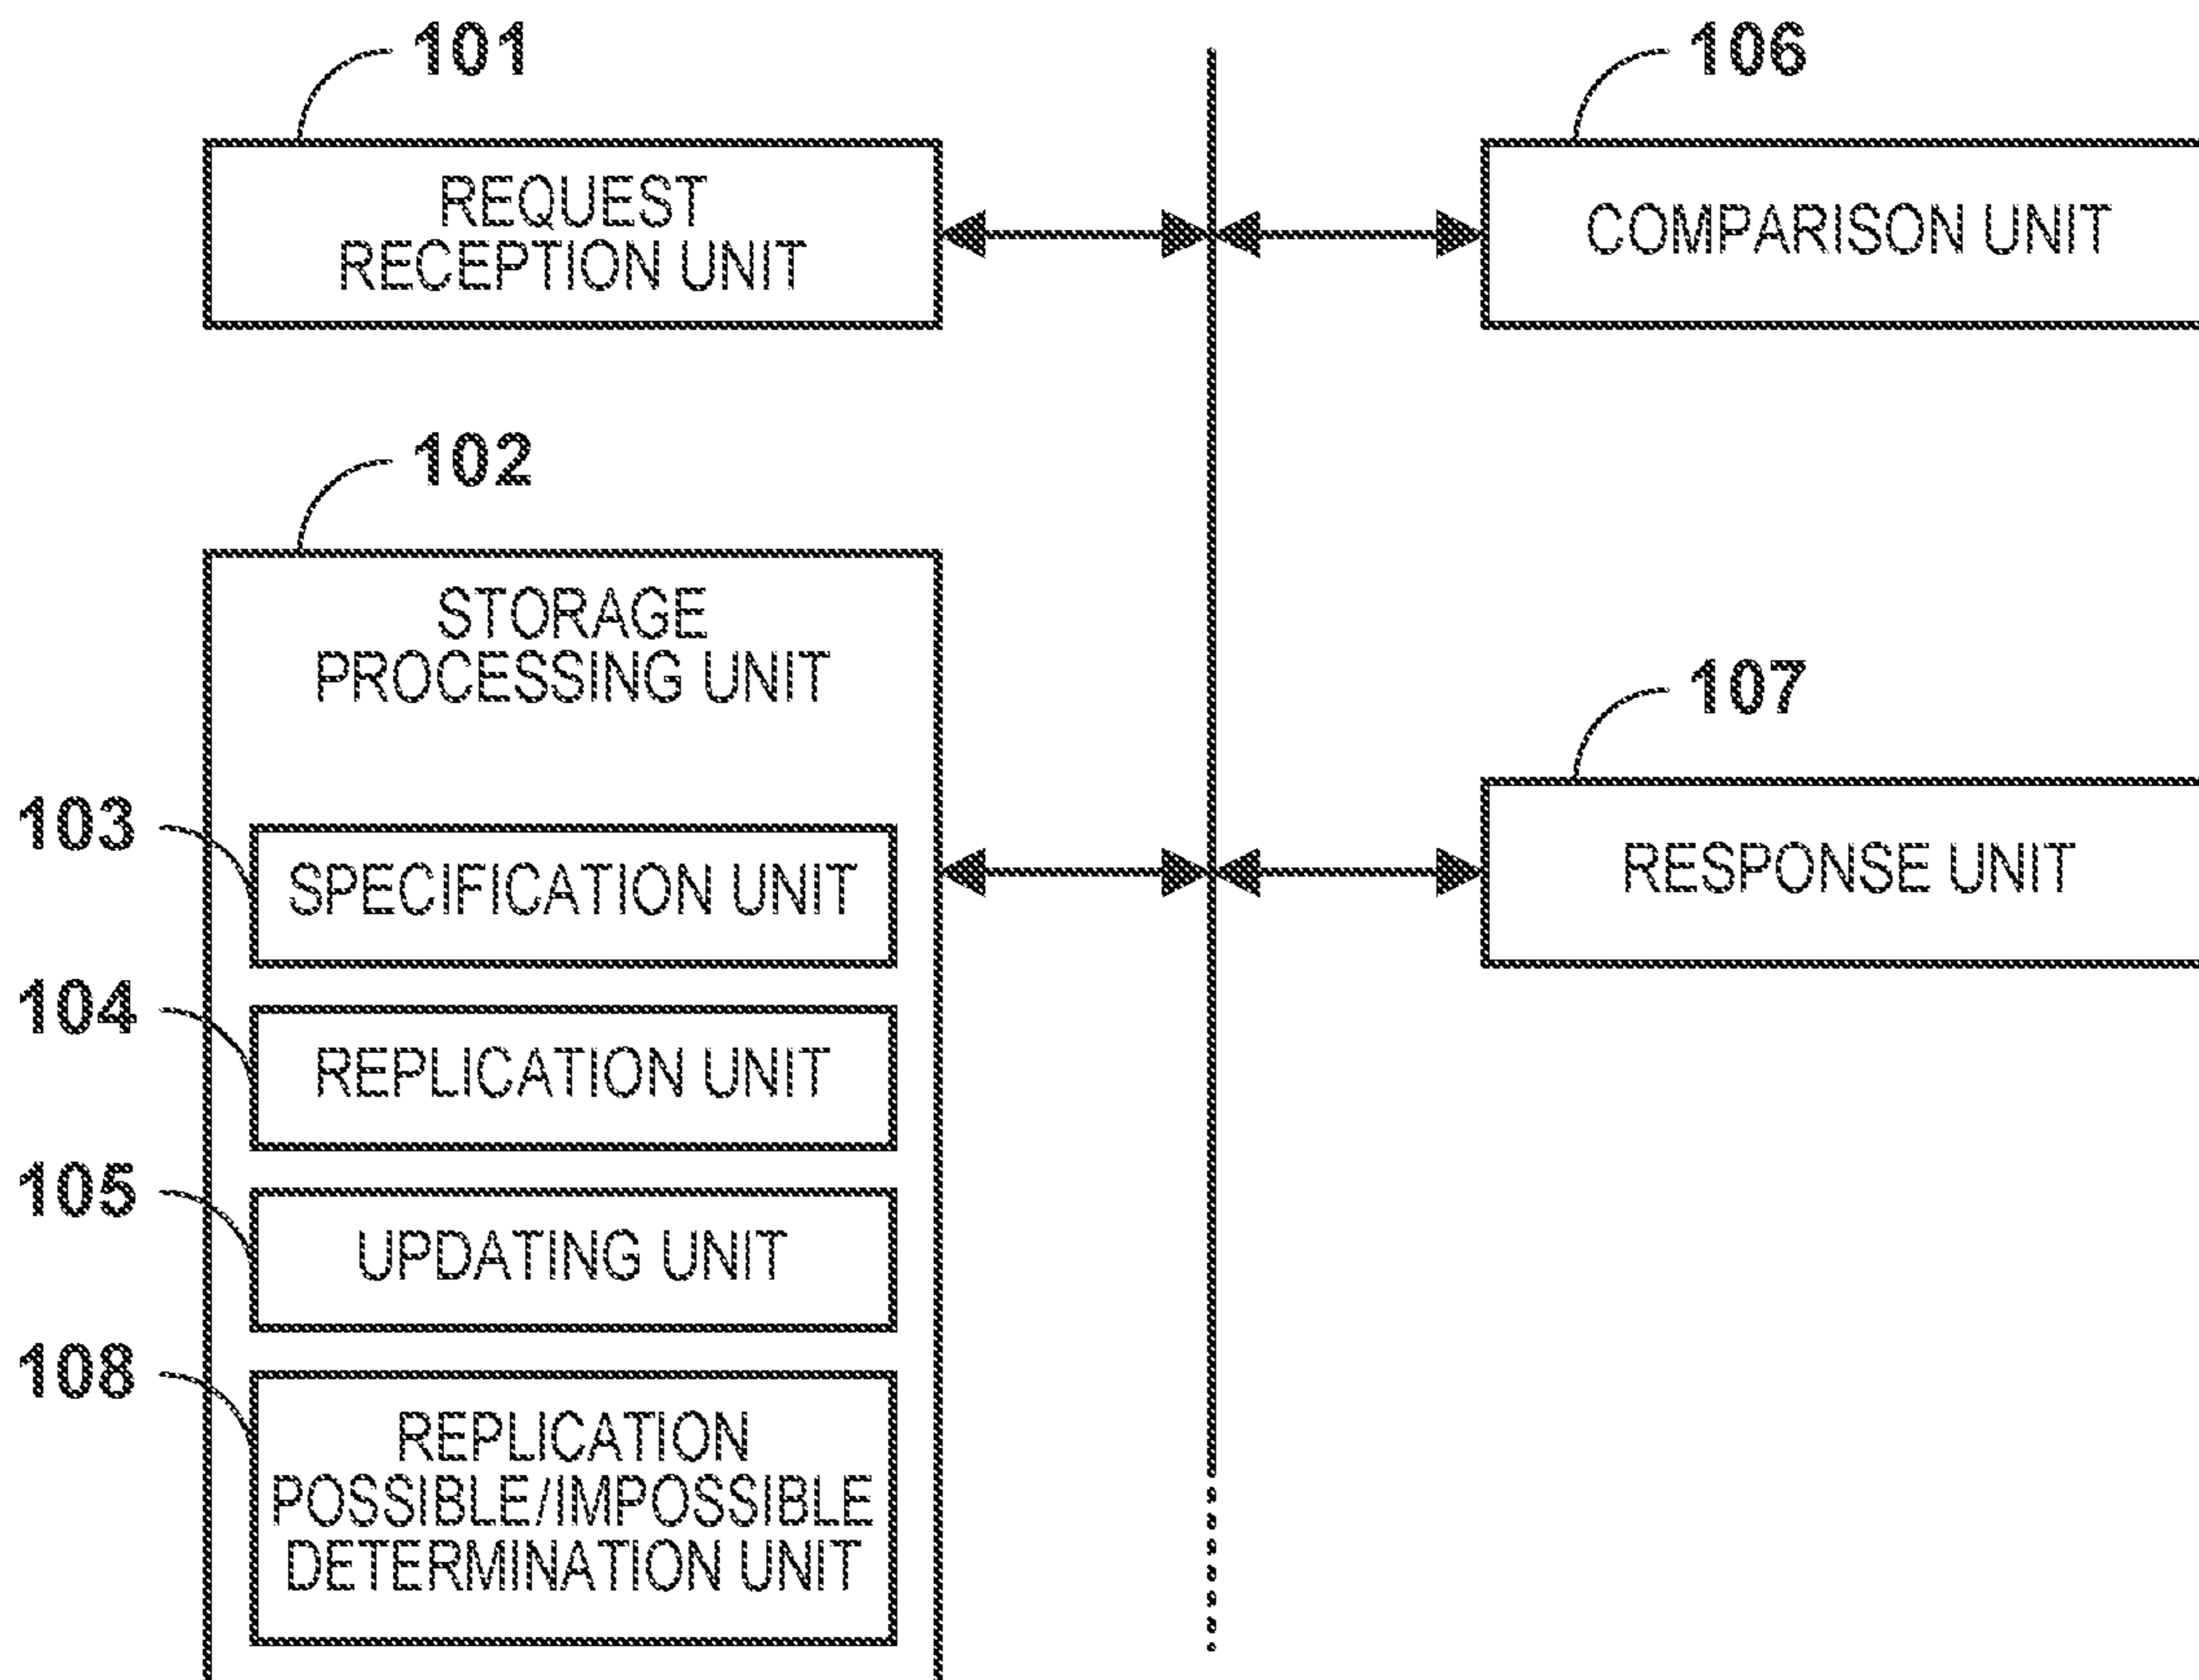 101
REQUEST
RECEPTION UNIT
106
COMPARISON UNIT
102
STORAGE
PROCESSING UNIT
107
RESPONSE UNIT
103
SPECIFICATION UNIT
104
REPLICATION UNIT
105
UPDATING UNIT
108
REPLICATION
POSSIBLE/IMPOSSIBLE
DETERMINATION UNIT